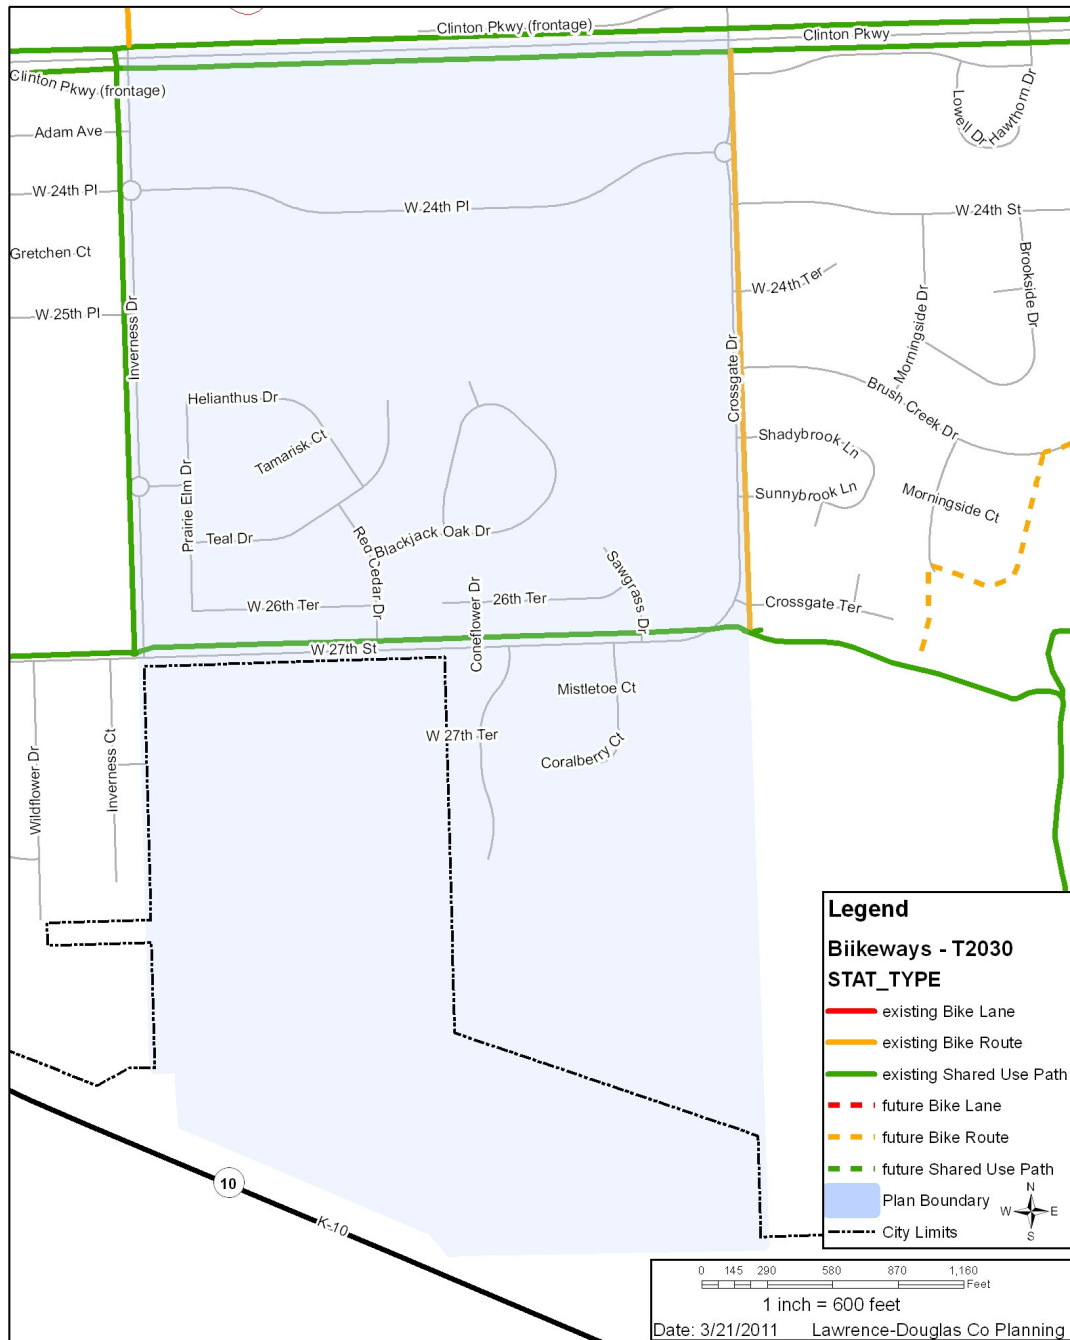 Clinton Pkwy (frontage)
Clinton Pkwy
Clinton Pkwy (frontage)
Lowell Dr
Hawthorn Dr
Adam Ave
W 24th Pl
W 24th Pl
W 24th St
Gretchen Ct
Brookside Dr
W 24th Ter
Morningside Dr
W 25th Pl
Inverness Dr
Crossgate Dr
Helianthus Dr
Brush Creek Dr
Tamarisk Ct
Shadybrook Ln
Prairie Elm Dr
Sunnybrook Ln
Morningside Ct
Teal Dr
Red Cedar Dr
Blackjack Oak Dr
Sawgrass Dr
W 26th Ter
Coneflower Dr
26th Ter
Crossgate Ter
W 27th St
Mistletoe Ct
W 27th Ter
Coralberry Ct
Wildflower Dr
Inverness Ct
10
K-10
Legend
Biikeways - T2030
STAT_TYPE
existing Bike Lane
existing Bike Route
existing Shared Use Path
future Bike Lane
future Bike Route
future Shared Use Path
Plan Boundary
N
W E
S
City Limits
0 145 290 580 870 1,160
Feet
1 inch = 600 feet
Date: 3/21/2011 Lawrence-Douglas Co Planning